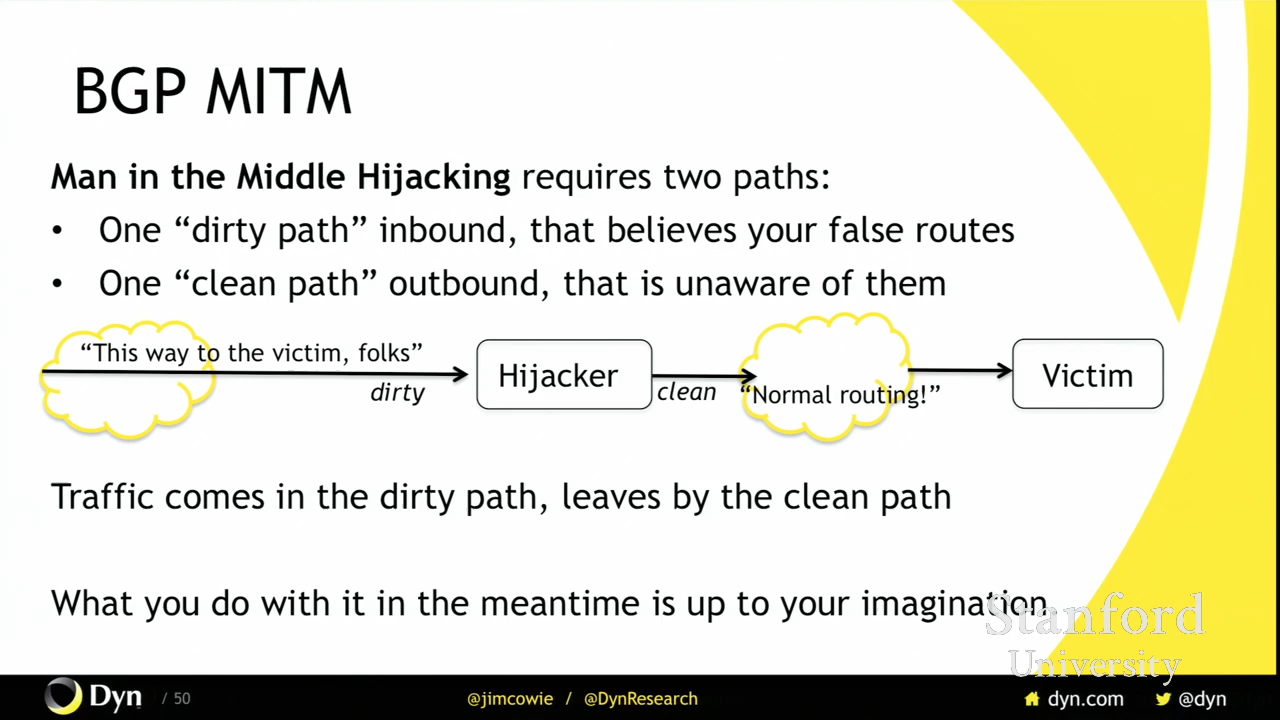 BGP MITM
Man in the Middle Hijacking requires two paths:
• One “dirty path” inbound, that believes your false routes
• One “clean path” outbound, that is unaware of them
“This way to the victim, folks”
dirty
Hijacker
clean
“Normal routing!”
Victim
Traffic comes in the dirty path, leaves by the clean path
What you do with it in the meantime is up to your imagination
Stanford
University
Dyn / 50 @jimcowie / @DynResearch dyn.com @dyn